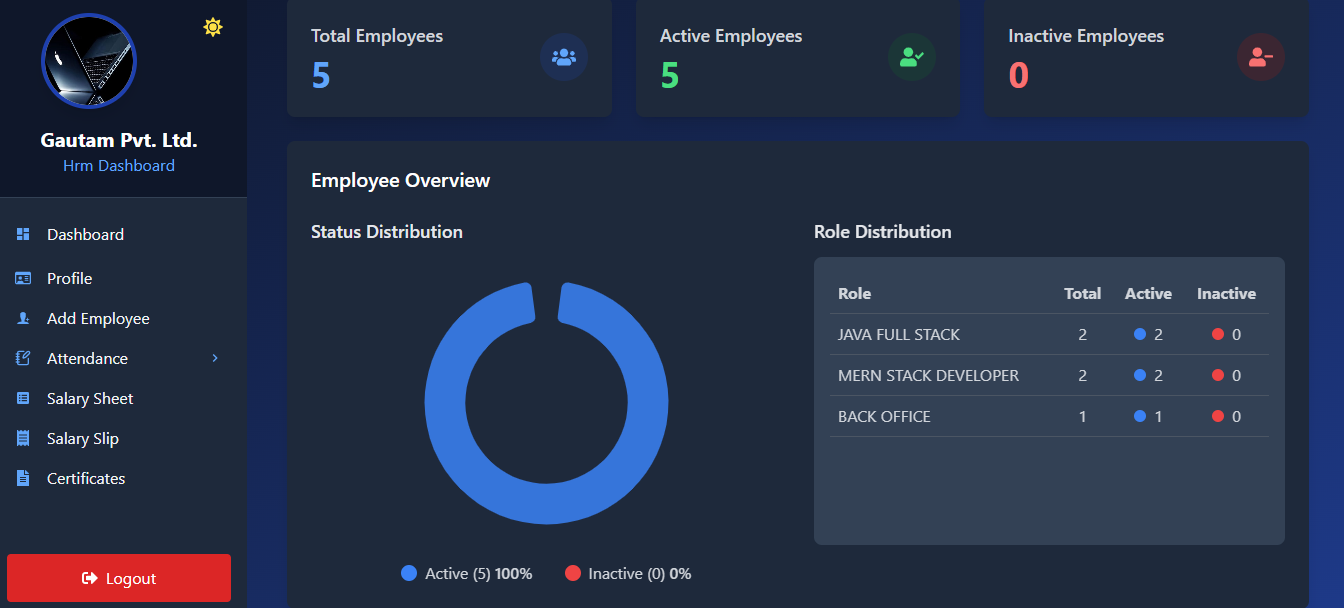 Gautam Pvt. Ltd.
Hrm Dashboard
Dashboard
Profile
Add Employee
Attendance
Salary Sheet
Salary Slip
Certificates
Logout
Total Employees
5
Active Employees
5
Inactive Employees
0
Employee Overview
Status Distribution
Active (5) 100% Inactive (0) 0%
Role Distribution
Role Total Active Inactive
JAVA FULL STACK 2 2 0
MERN STACK DEVELOPER 2 2 0
BACK OFFICE 1 1 0